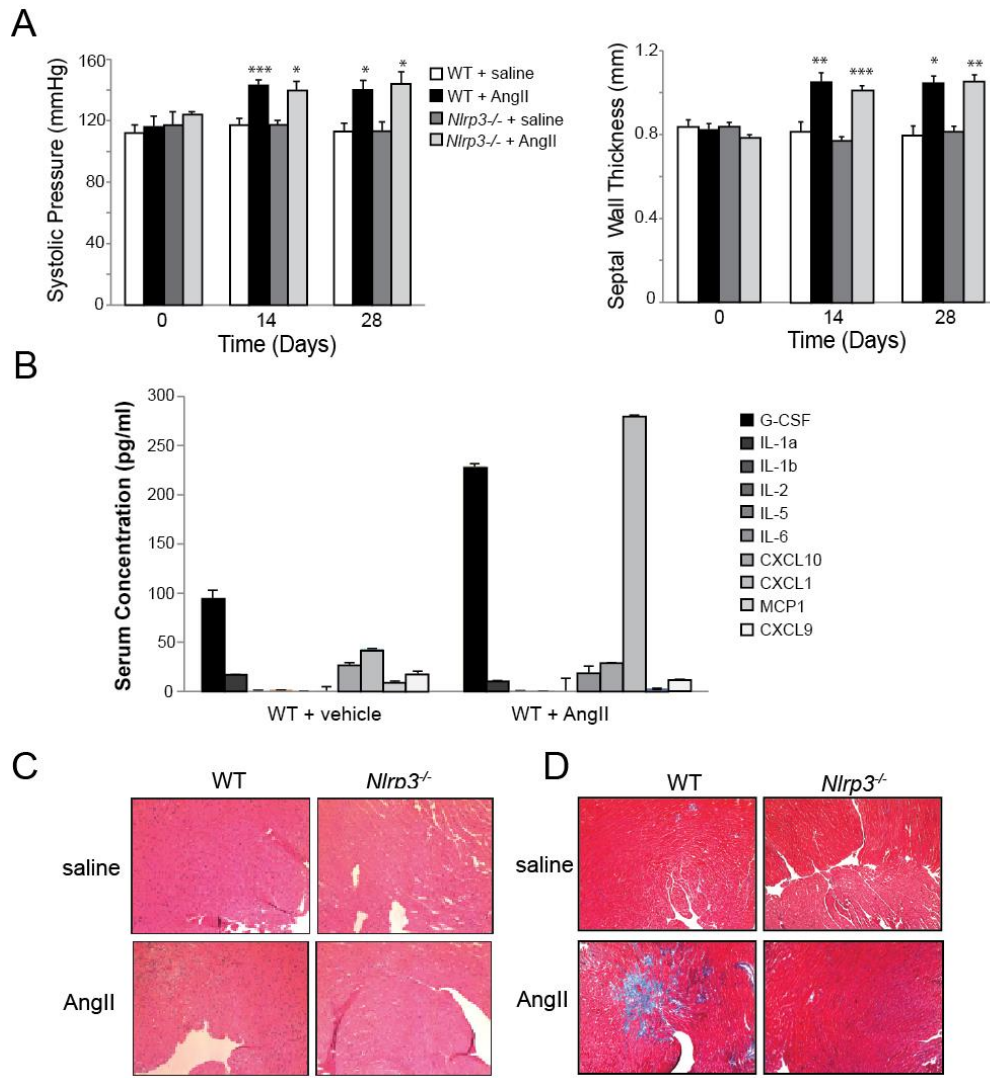 A
Systolic Pressure (mmHg)
160
120
80
40
0
***
*
*
*
0
14
28
Time (Days)
WT + saline
WT + AngII
Nlrp3-/- + saline
Nlrp3-/- + AngII
Septal Wall Thickness (mm)
1.2
0.8
0.4
0
**
***
*
**
0
14
28
Time (Days)
B
Serum Concentration (pg/ml)
300
250
200
150
100
50
0
WT + vehicle
WT + AngII
G-CSF
IL-1a
IL-1b
IL-2
IL-5
IL-6
CXCL10
CXCL1
MCP1
CXCL9
C
WT
Nlrp3-/-
saline
AngII
D
WT
Nlrp3-/-
saline
AngII